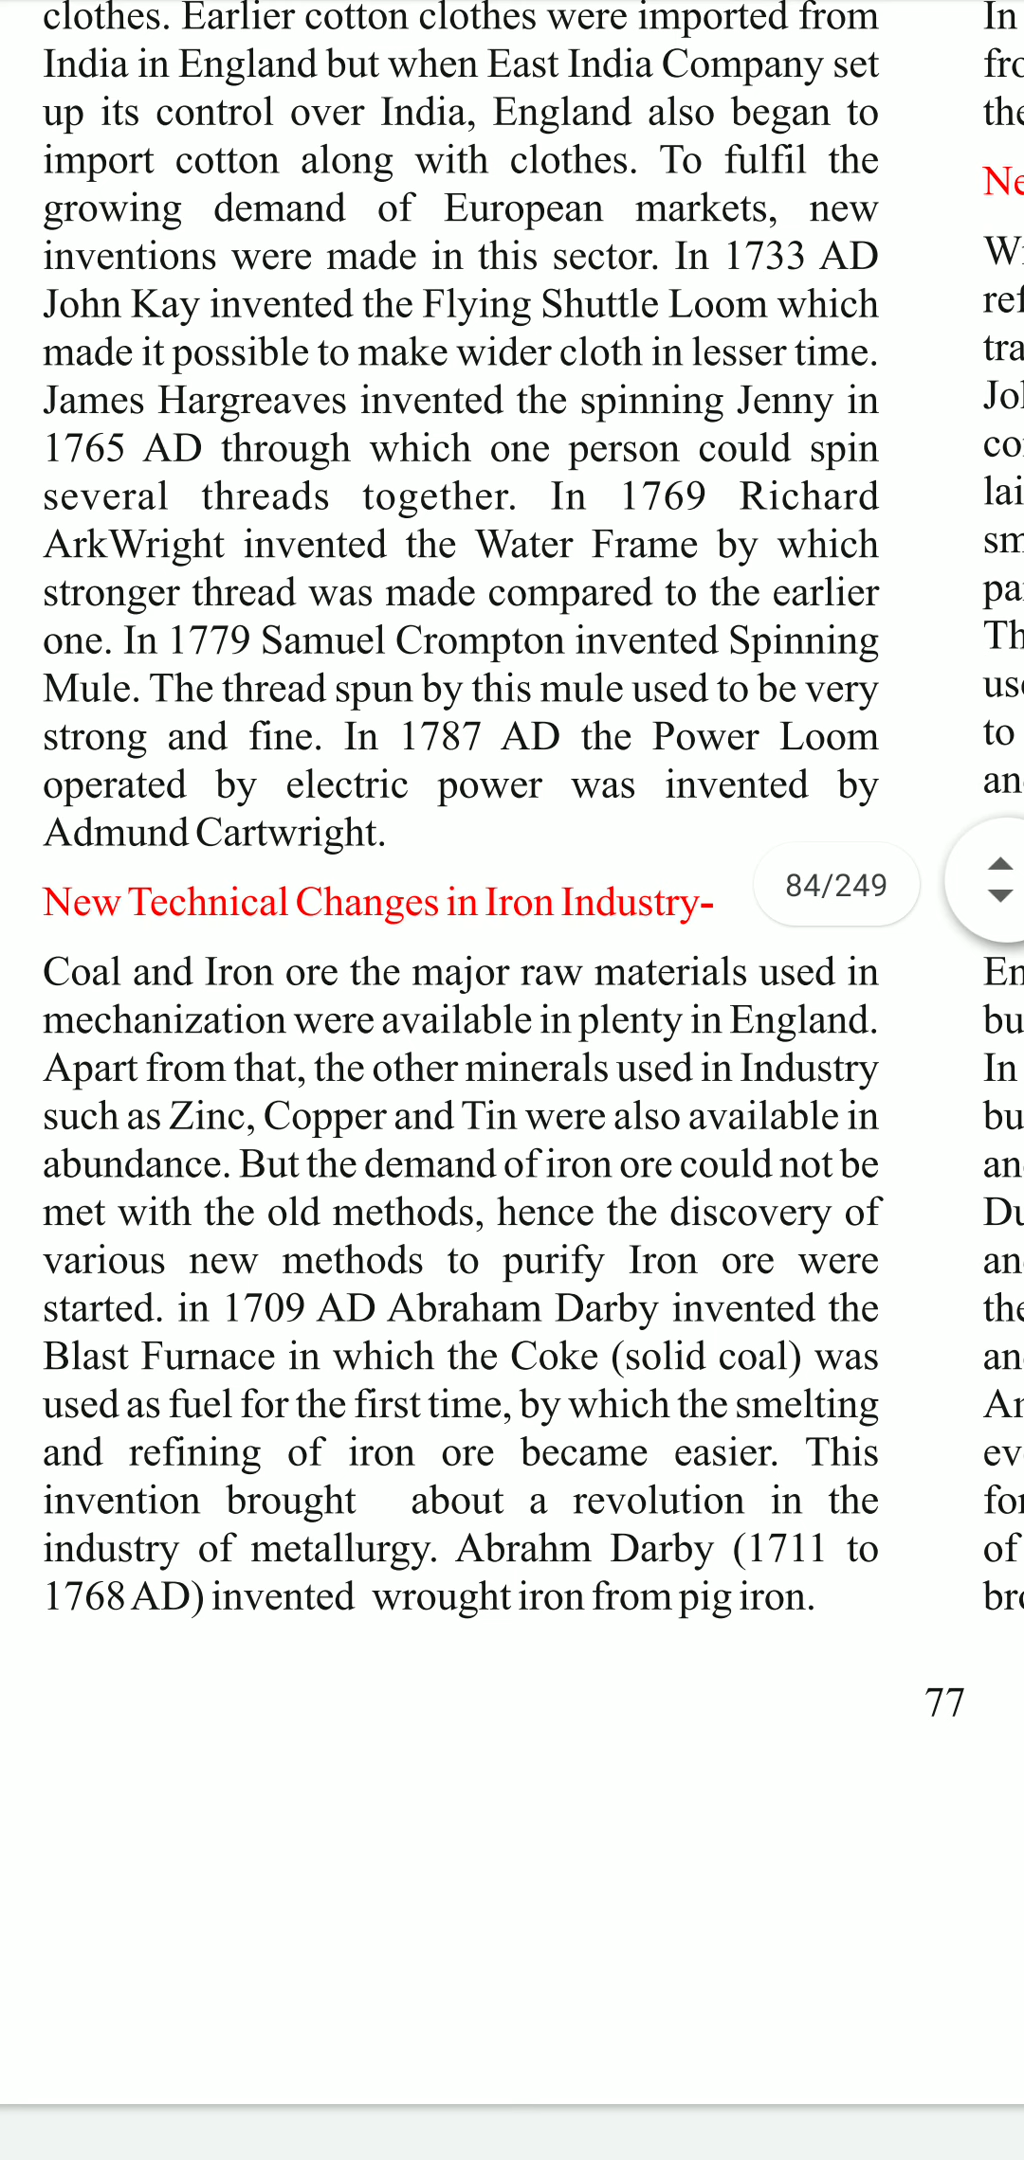 clothes. Earlier cotton clothes were imported from
India in England but when East India Company set
up its control over India, England also began to
import cotton along with clothes. To fulfil the
growing demand of European markets, new
inventions were made in this sector. In 1733 AD
John Kay invented the Flying Shuttle Loom which
made it possible to make wider cloth in lesser time.
James Hargreaves invented the spinning Jenny in
1765 AD through which one person could spin
several threads together. In 1769 Richard
ArkWright invented the Water Frame by which
stronger thread was made compared to the earlier
one. In 1779 Samuel Crompton invented Spinning
Mule. The thread spun by this mule used to be very
strong and fine. In 1787 AD the Power Loom
operated by electric power was invented by
Admund Cartwright.
New Technical Changes in Iron Industry-
84/249
Coal and Iron ore the major raw materials used in
mechanization were available in plenty in England.
Apart from that, the other minerals used in Industry
such as Zinc, Copper and Tin were also available in
abundance. But the demand of iron ore could not be
met with the old methods, hence the discovery of
various new methods to purify Iron ore were
started. in 1709 AD Abraham Darby invented the
Blast Furnace in which the Coke (solid coal) was
used as fuel for the first time, by which the smelting
and refining of iron ore became easier. This
invention brought about a revolution in the
industry of metallurgy. Abrahm Darby (1711 to
1768 AD) invented wrought iron from pig iron.
In
to
In
of
77